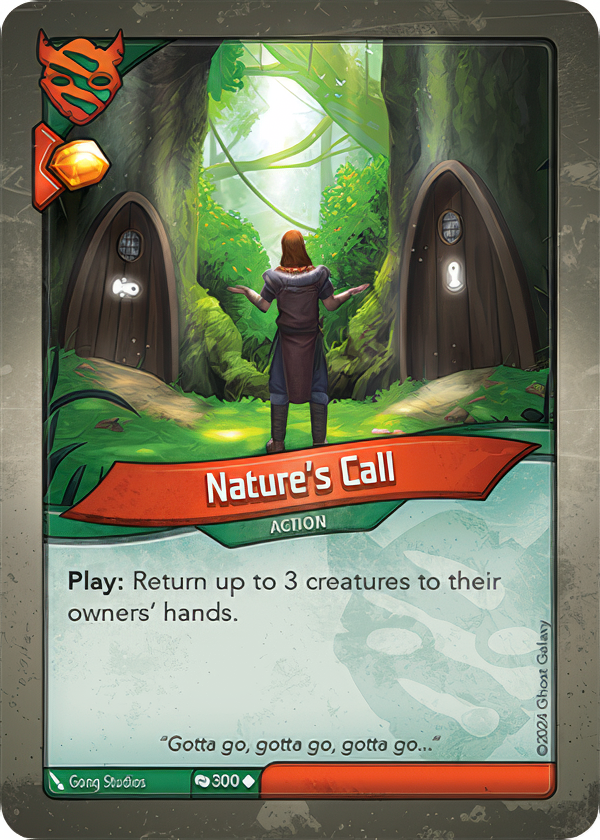 Nature's Call
ACTION
Play: Return up to 3 creatures to their
owners' hands.
"Gotta go, gotta go, gotta go..."
©2024 Ghost Galaxy
Gong Studios
300